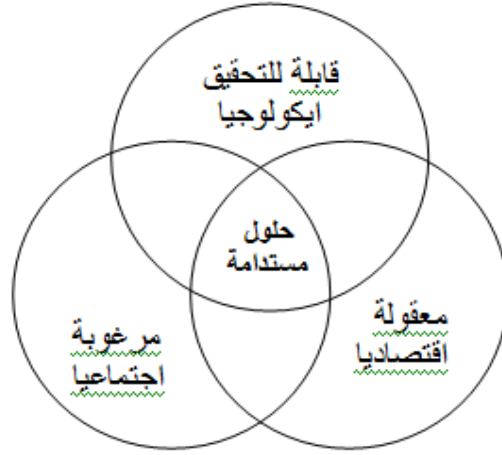 قابلة للتحقيق
ايكولوجيا
حلول
مستدامة
معقولة
اقتصاديا
مرغوبة
اجتماعيا